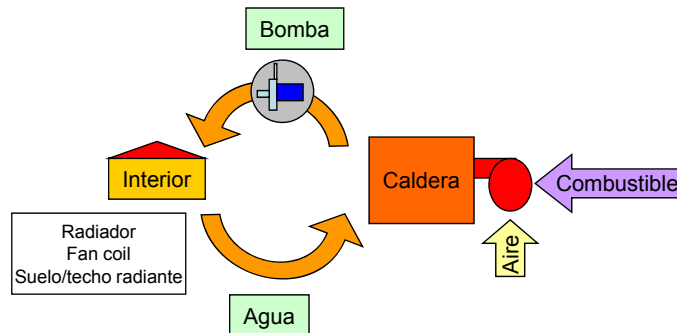 Bomba
Interior
Caldera
Combustible
Radiador
Fan coil
Suelo/techo radiante
Aire
Agua